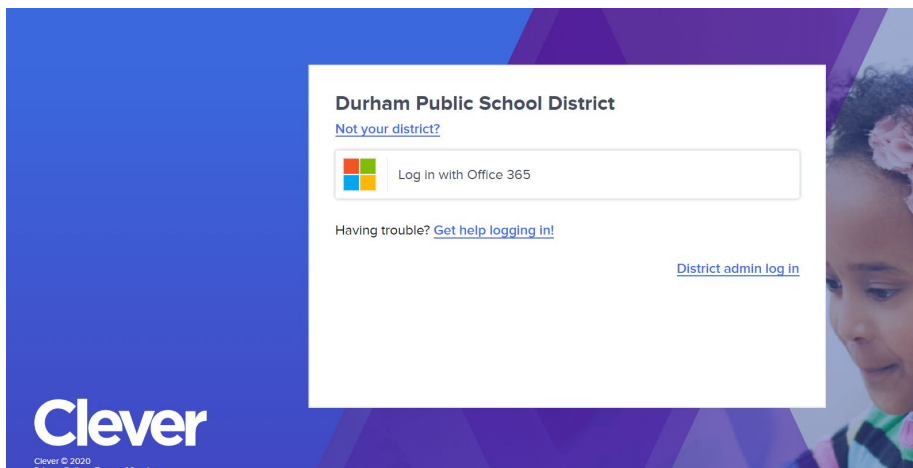 Durham Public School District
Not your district?
Log in with Office 365
Having trouble? Get help logging in!
District admin log in
Clever
Clever © 2020